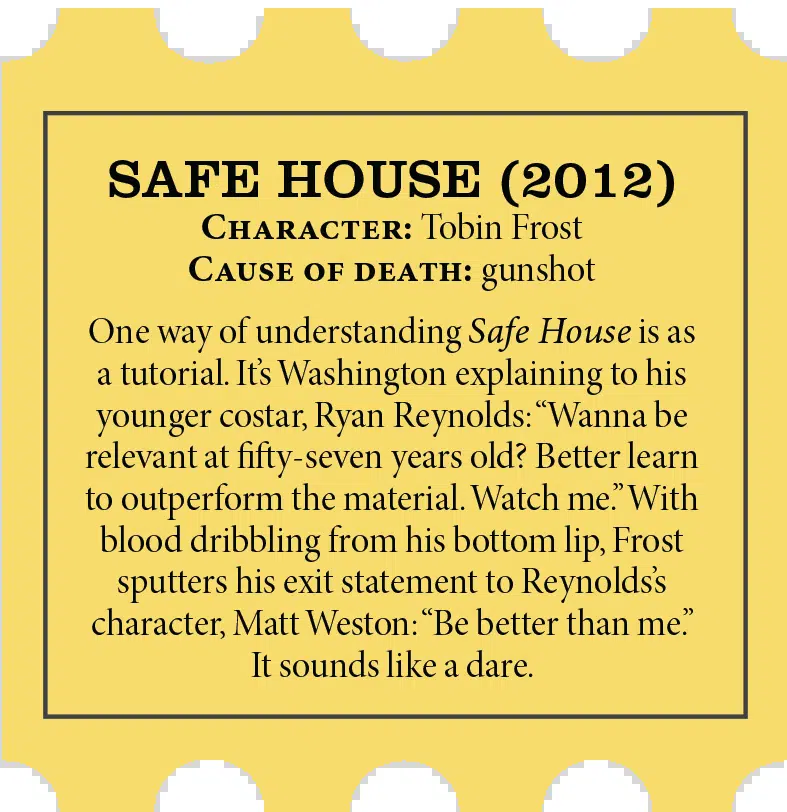 SAFE HOUSE (2012)
CHARACTER: Tobin Frost
CAUSE OF DEATH: gunshot
One way of understanding Safe House is as
a tutorial. It’s Washington explaining to his
younger costar, Ryan Reynolds: “Wanna be
relevant at fifty-seven years old? Better learn
to outperform the material. Watch me.” With
blood dribbling from his bottom lip, Frost
sputters his exit statement to Reynolds’s
character, Matt Weston: “Be better than me.”
It sounds like a dare.